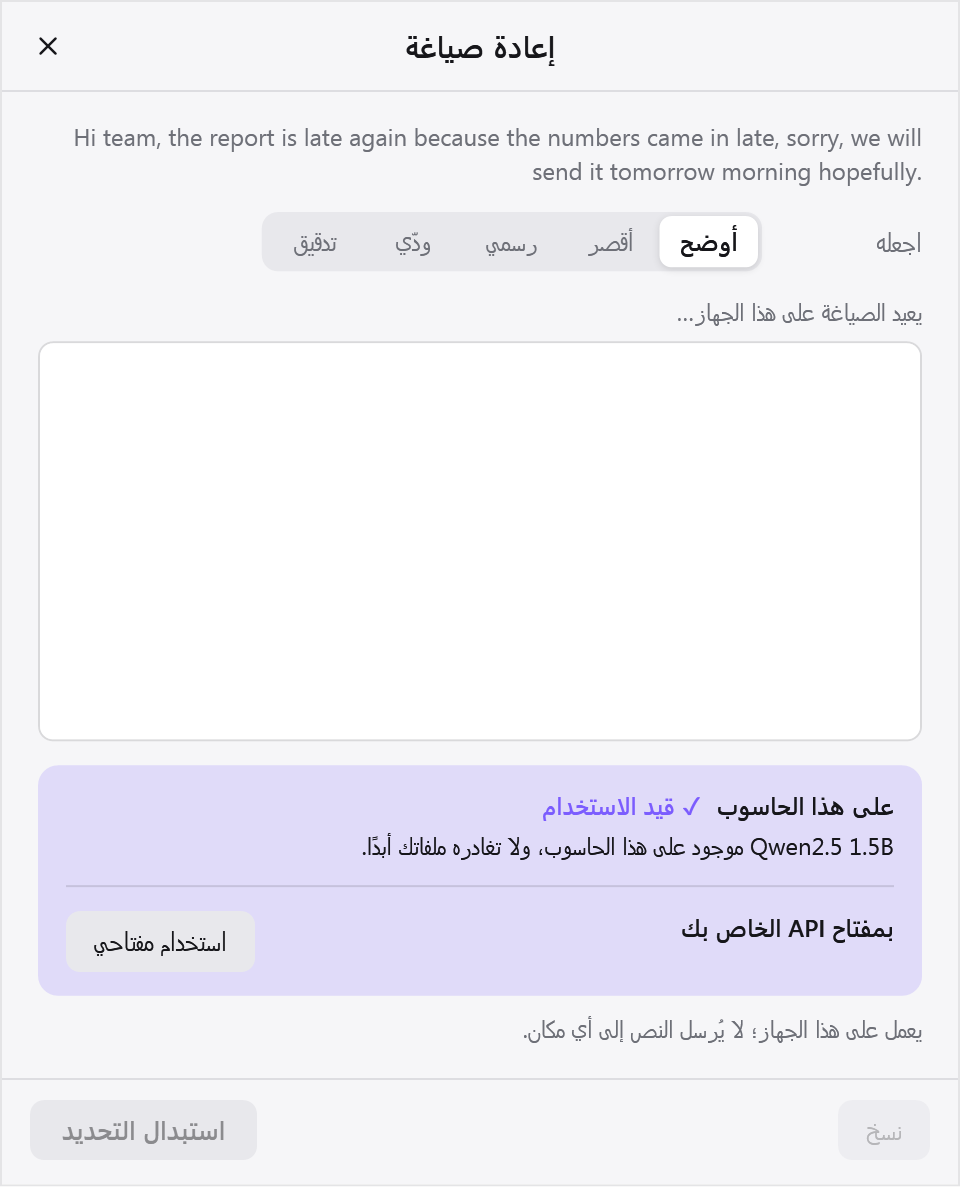 إعادة صياغة
Hi team, the report is late again because the numbers came in late, sorry, we will
send it tomorrow morning hopefully.
اجعله
أوضح
أقصر
رسمي
ودّي
تدقيق
يعيد الصياغة على هذا الجهاز...
على هذا الحاسوب ✓ قيد الاستخدام
Qwen2.5 1.5B موجود على هذا الحاسوب، ولا تغادره ملفاتك أبدًا.
بمفتاح API الخاص بك
استخدام مفتاحي
يعمل على هذا الجهاز؛ لا يُرسل النص إلى أي مكان.
نسخ
استبدال التحديد